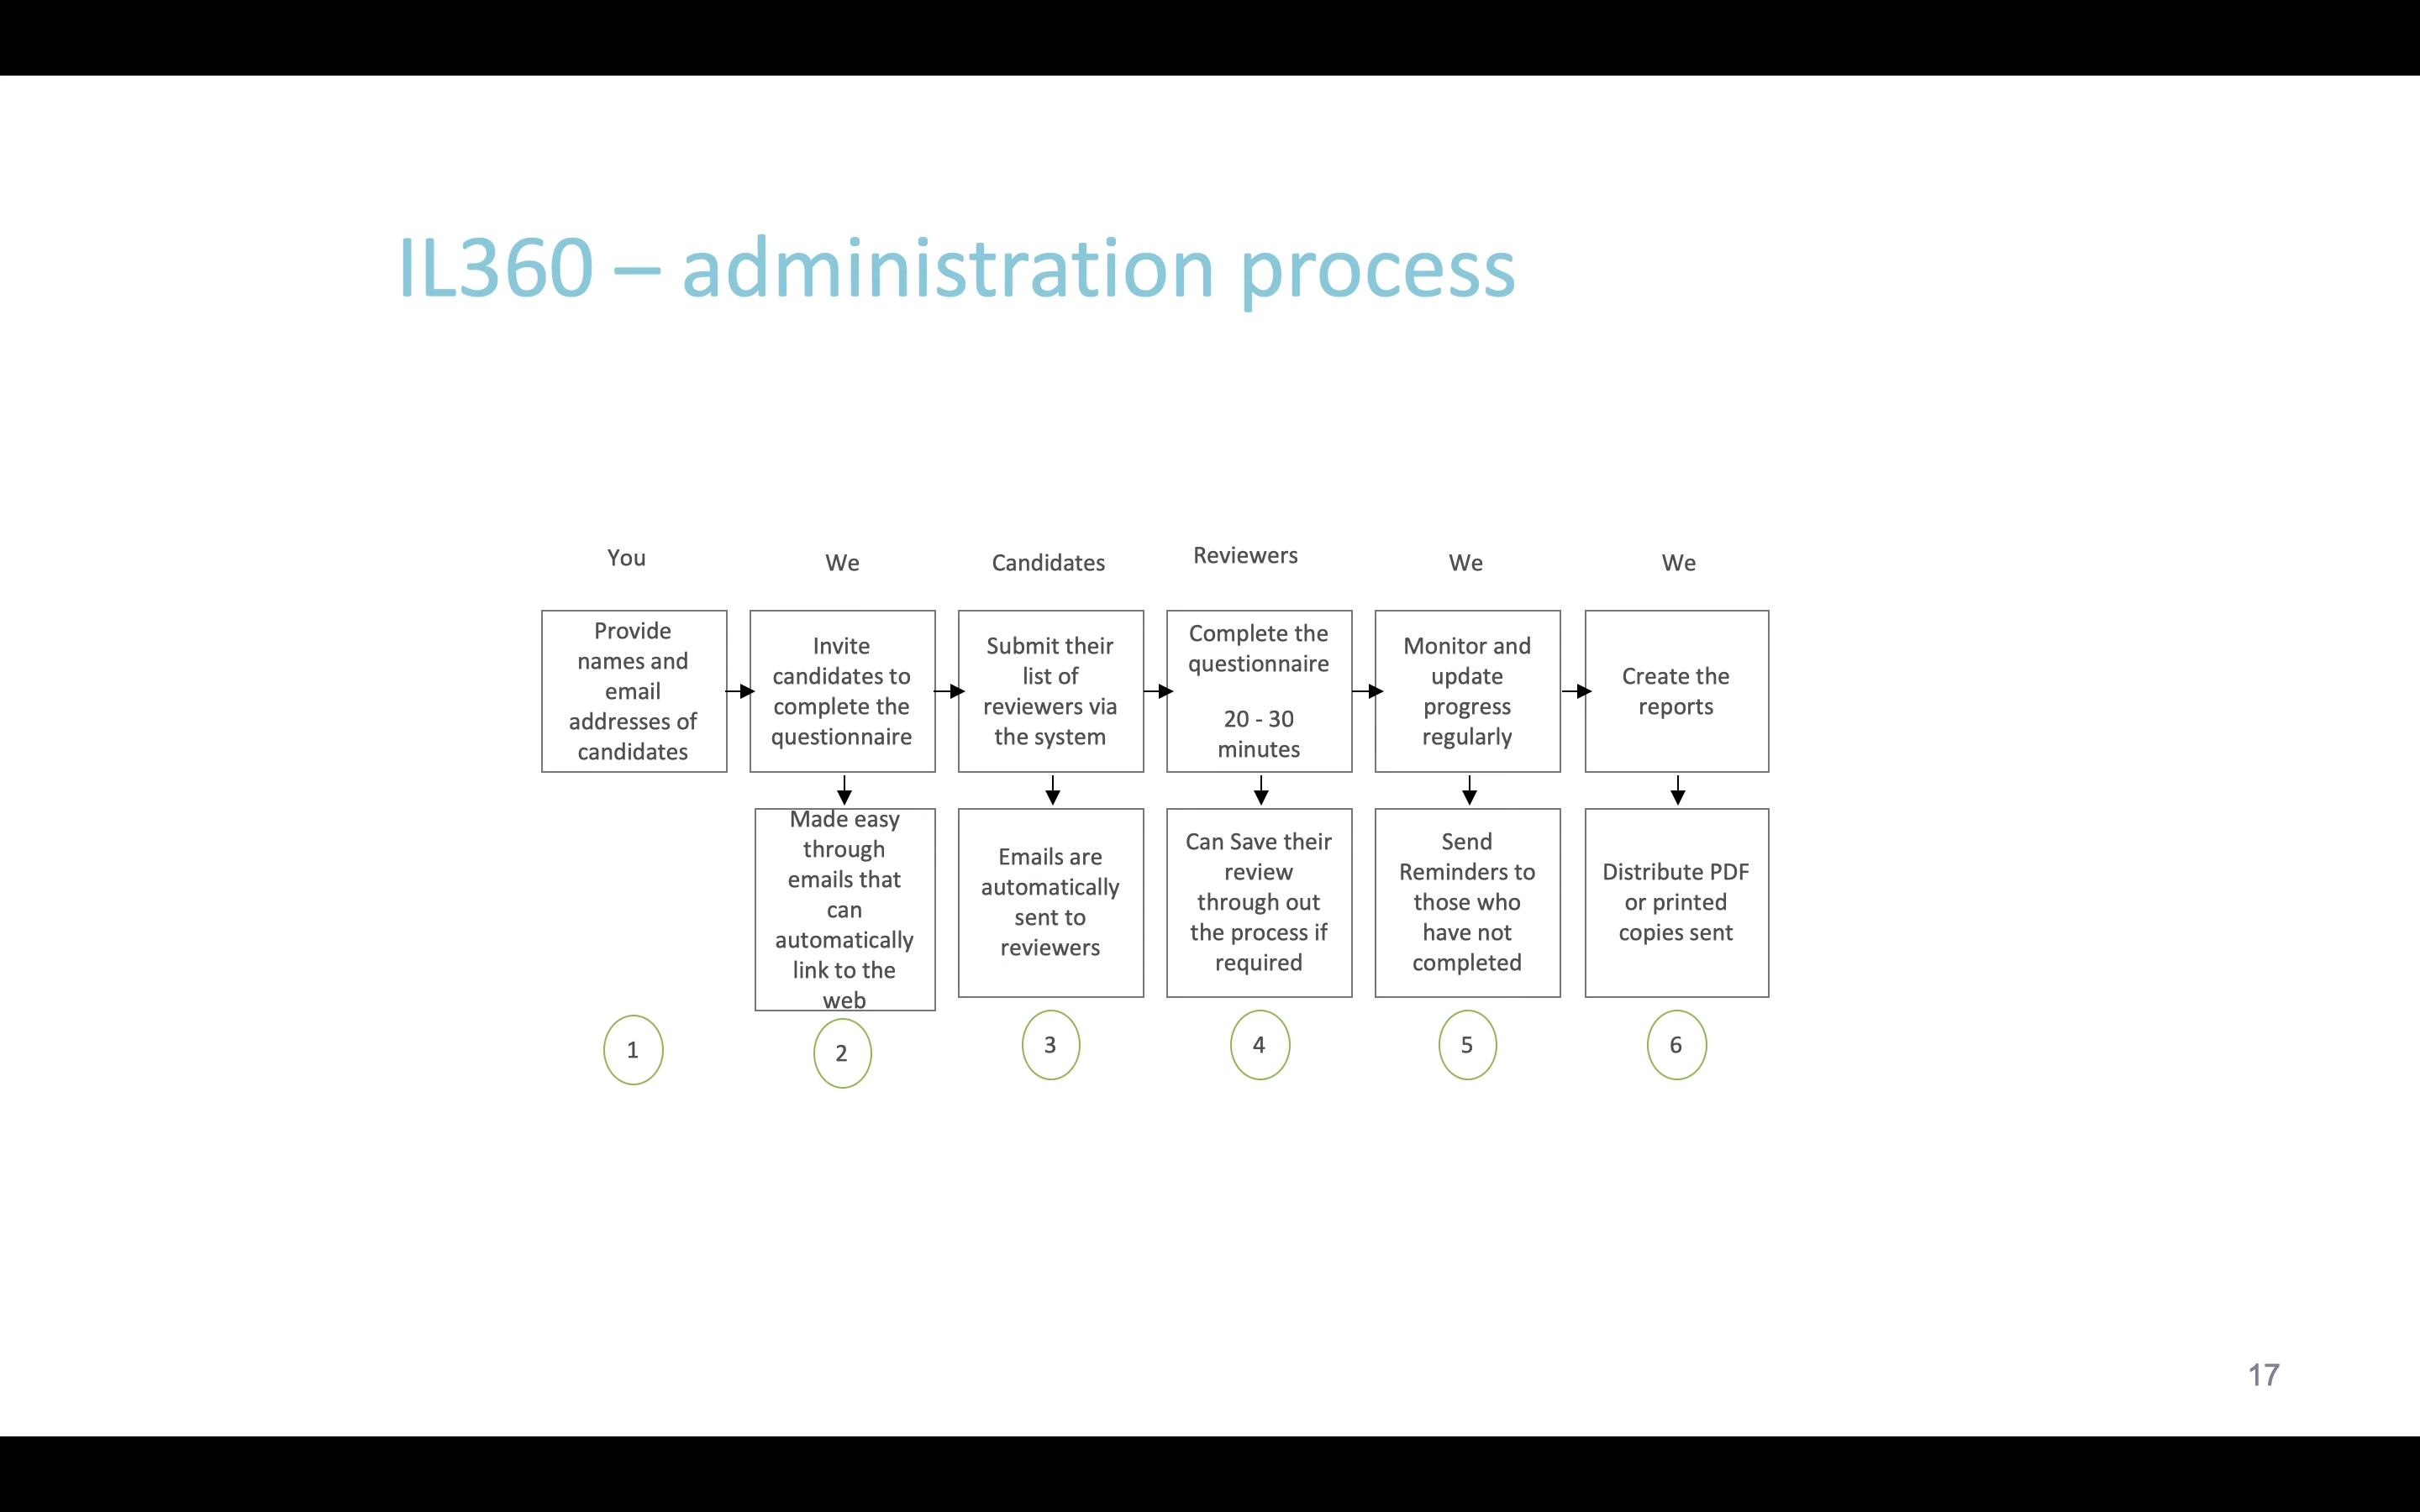 IL360 – administration process
You
We
Candidates
Reviewers
We
We
Provide
names and
email
addresses of
candidates
Invite
candidates to
complete the
questionnaire
Submit their
list of
reviewers via
the system
Complete the
questionnaire
20 - 30
minutes
Monitor and
update
progress
regularly
Create the
reports
Made easy
through
emails that
can
automatically
link to the
web
Emails are
automatically
sent to
reviewers
Can Save their
review
through out
the process if
required
Send
Reminders to
those who
have not
completed
Distribute PDF
or printed
copies sent
1
2
3
4
5
6
17